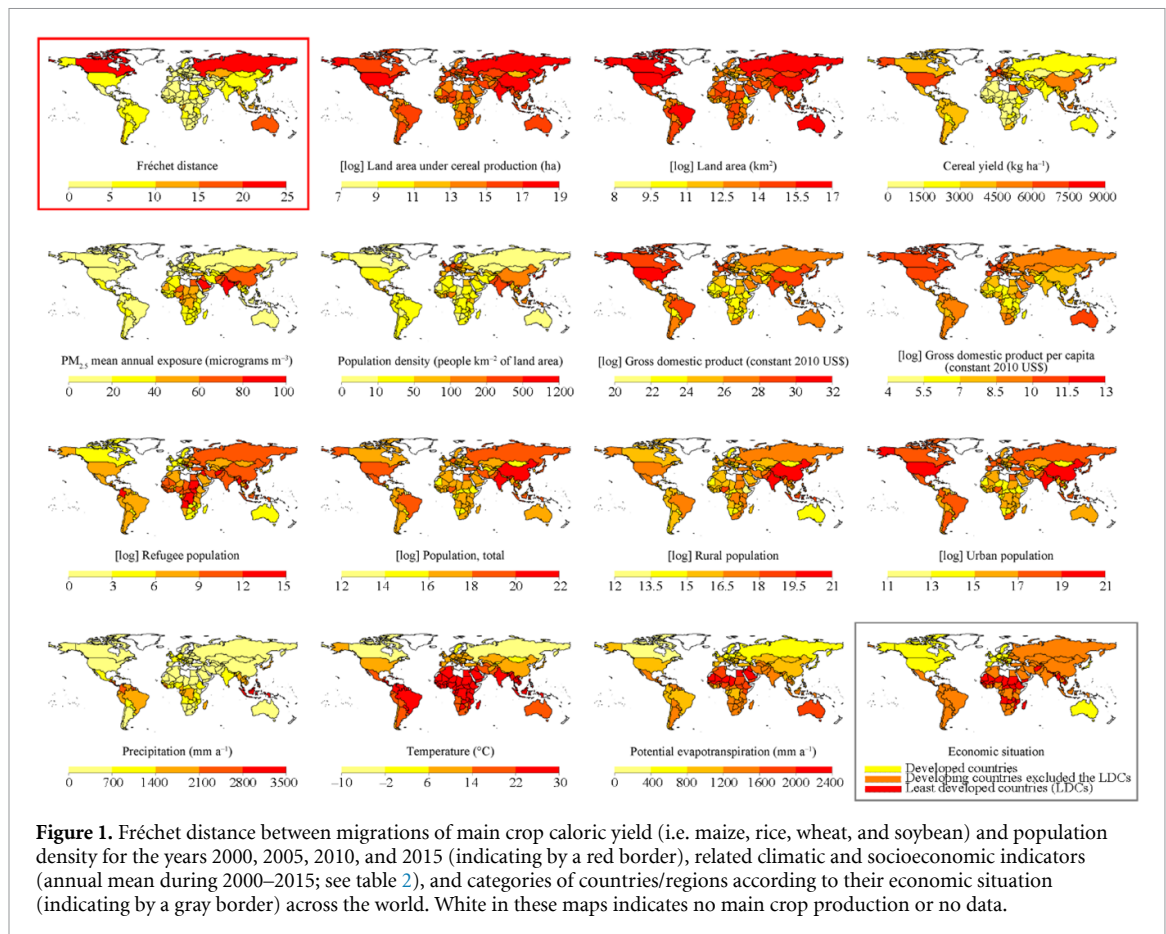 Fréchet distance
0 5 10 15 20 25
[log] Land area under cereal production (ha)
7 9 11 13 15 17 19
[log] Land area (km²)
8 9.5 11 12.5 14 15.5 17
Cereal yield (kg ha⁻¹)
0 1500 3000 4500 6000 7500 9000
PM₂.₅ mean annual exposure (micrograms m⁻³)
0 20 40 60 80 100
Population density (people km⁻² of land area)
0 10 50 100 200 500 1200
[log] Gross domestic product (constant 2010 US$)
20 22 24 26 28 30 32
[log] Gross domestic product per capita
(constant 2010 US$)
4 5.5 7 8.5 10 11.5 13
[log] Refugee population
0 3 6 9 12 15
[log] Population, total
12 14 16 18 20 22
[log] Rural population
12 13.5 15 16.5 18 19.5 21
[log] Urban population
11 13 15 17 19 21
Precipitation (mm a⁻¹)
0 700 1400 2100 2800 3500
Temperature (°C)
−10 −2 6 14 22 30
Potential evapotranspiration (mm a⁻¹)
0 400 800 1200 1600 2000 2400
Economic situation
Developed countries
Developing countries excluded the LDCs
Least developed countries (LDCs)
Figure 1. Fréchet distance between migrations of main crop caloric yield (i.e. maize, rice, wheat, and soybean) and population
density for the years 2000, 2005, 2010, and 2015 (indicating by a red border), related climatic and socioeconomic indicators
(annual mean during 2000–2015; see table 2), and categories of countries/regions according to their economic situation
(indicating by a gray border) across the world. White in these maps indicates no main crop production or no data.